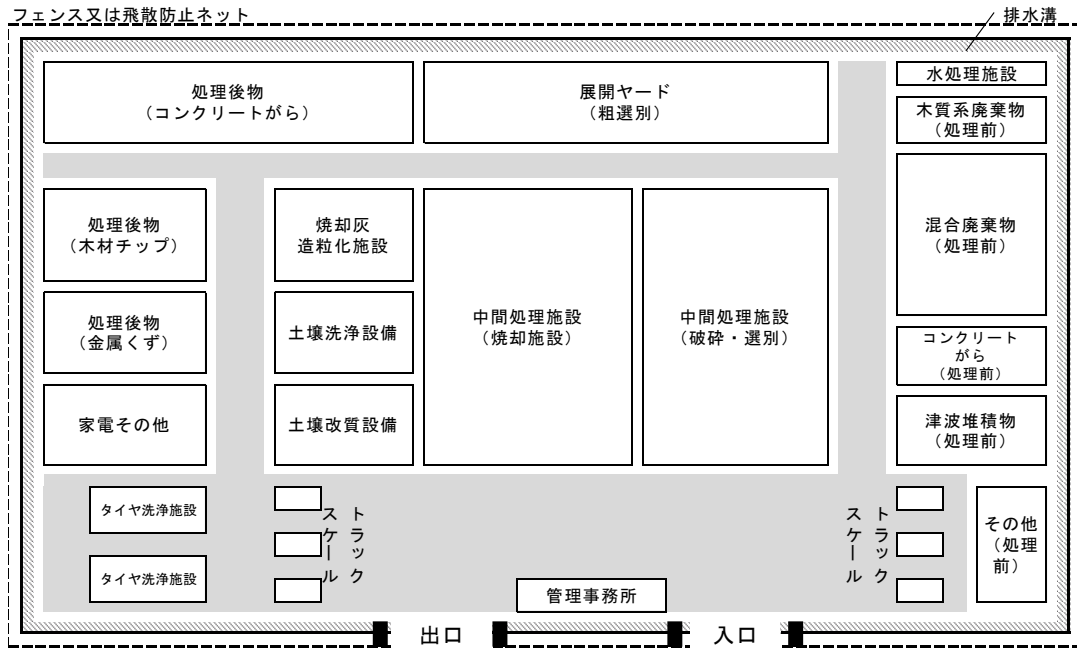 フェンス又は飛散防止ネット
排水溝
処理後物
（コンクリートがら）
展開ヤード
（粗選別）
水処理施設
木質系廃棄物
（処理前）
処理後物
（木材チップ）
焼却灰
造粒化施設
中間処理施設
（焼却施設）
中間処理施設
（破砕・選別）
混合廃棄物
（処理前）
処理後物
（金属くず）
土壌洗浄設備
コンクリート
がら
（処理前）
家電その他
土壌改質設備
津波堆積物
（処理前）
タイヤ洗浄施設
タイヤ洗浄施設
トラック
スケール
トラック
スケール
その他
（処理
前）
管理事務所
出口
入口